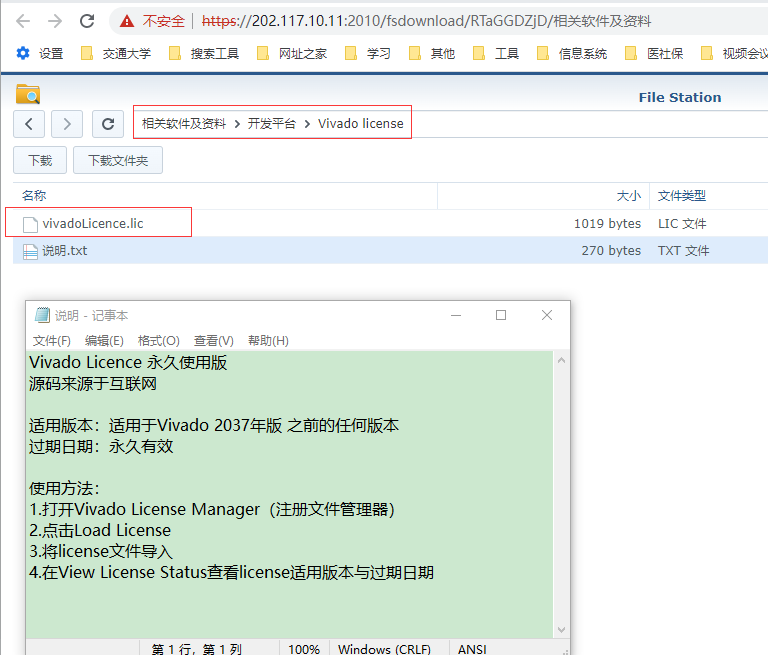 不安全 https://202.117.10.11:2010/fsdownload/RTaGGDZjD/相关软件及资料
设置 交通大学 搜索工具 网址之家 学习 其他 工具 信息系统 医社保 视频会议
File Station
相关软件及资料 › 开发平台 › Vivado license
下载 下载文件夹
名称 大小 文件类型
vivadoLicence.lic 1019 bytes LIC 文件
说明.txt 270 bytes TXT 文件
说明 - 记事本
文件(F) 编辑(E) 格式(O) 查看(V) 帮助(H)
Vivado Licence 永久使用版
源码来源于互联网
适用版本：适用于Vivado 2037年版 之前的任何版本
过期日期：永久有效
使用方法：
1.打开Vivado License Manager（注册文件管理器）
2.点击Load License
3.将license文件导入
4.在View License Status查看license适用版本与过期日期
第 1 行，第 1 列 100% Windows (CRLF) ANSI